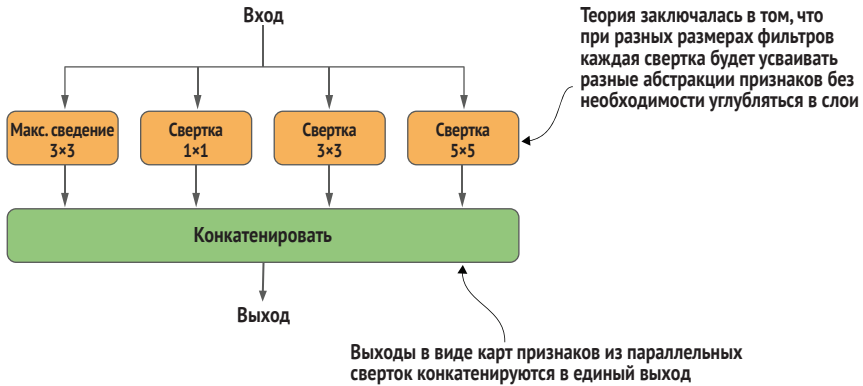 Вход
Теория заключалась в том, что
при разных размерах фильтров
каждая свертка будет усваивать
разные абстракции признаков без
необходимости углубляться в слои
Макс. сведение
3×3
Свертка
1×1
Свертка
3×3
Свертка
5×5
Конкатенировать
Выход
Выходы в виде карт признаков из параллельных
сверток конкатенируются в единый выход